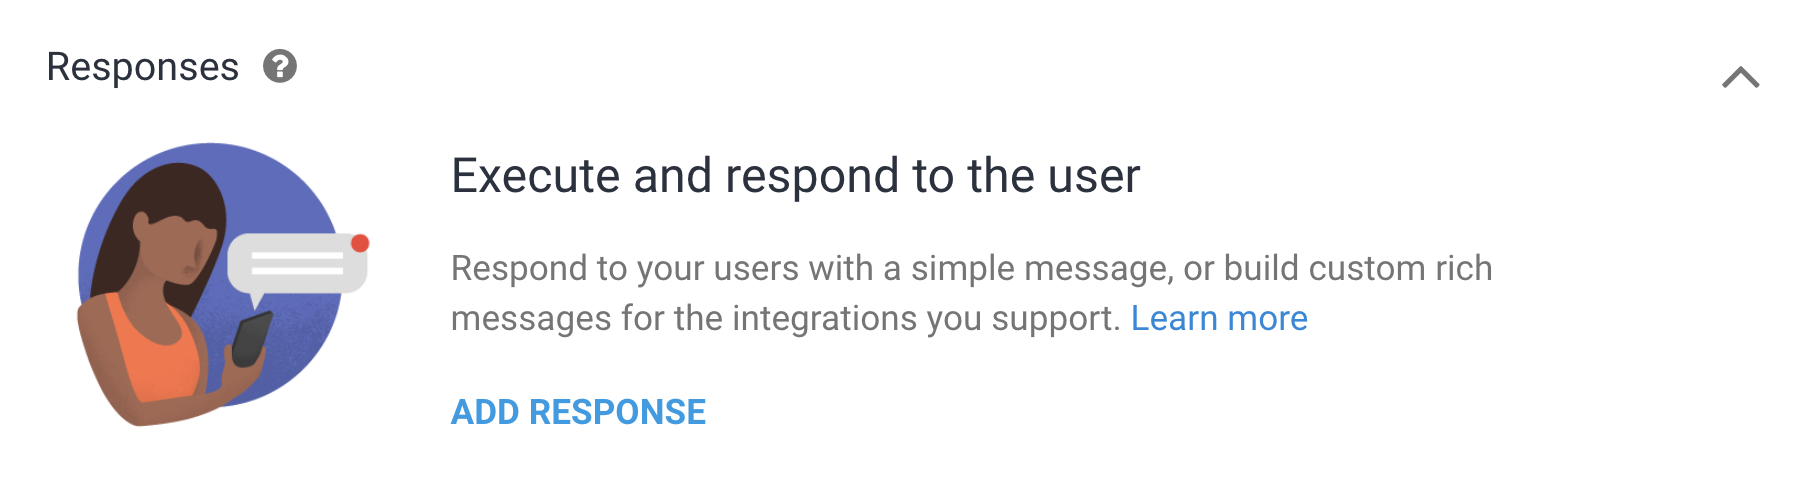 Responses ?
Execute and respond to the user
Respond to your users with a simple message, or build custom rich
messages for the integrations you support. Learn more
ADD RESPONSE